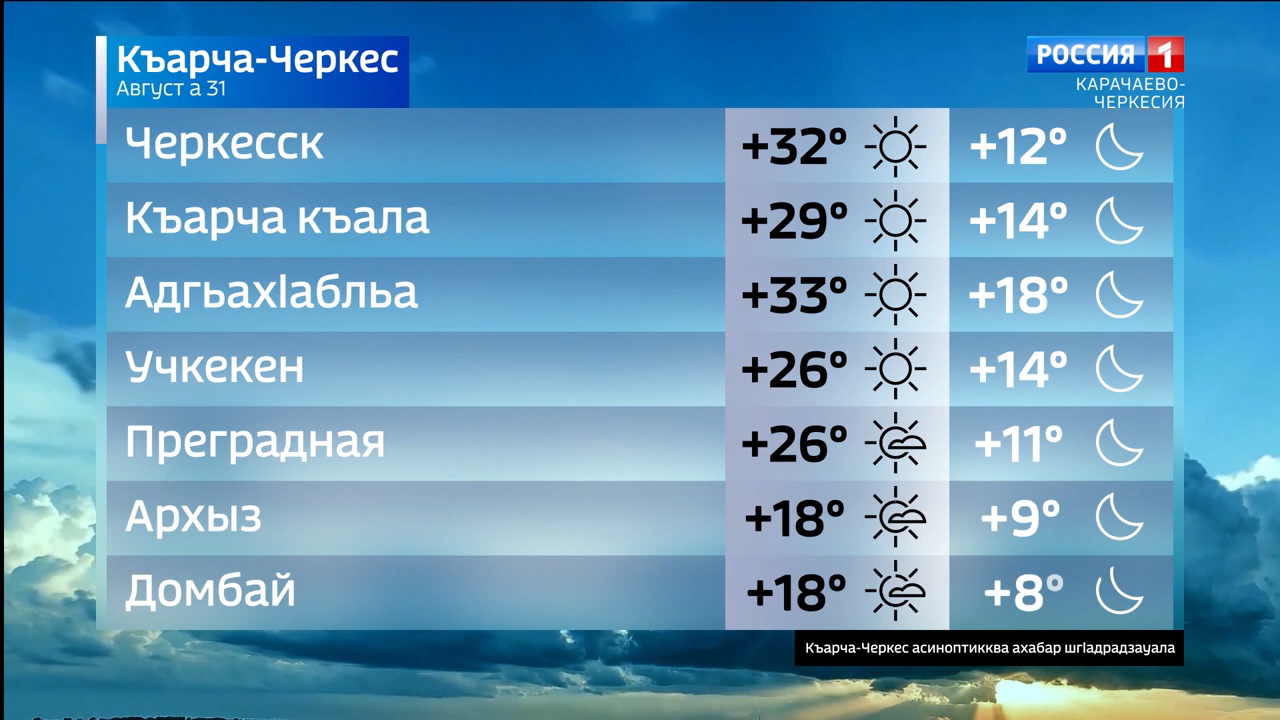 Къарча-Черкес
Август а 31
РОССИЯ 1
КАРАЧАЕВО-
ЧЕРКЕСИЯ
Черкесск +32° +12°
Къарча къала +29° +14°
Адгьахӏабльа +33° +18°
Учкекен +26° +14°
Преградная +26° +11°
Архыз +18° +9°
Домбай +18° +8°
Къарча-Черкес асиноптикква ахабар шгӏадрадзауала